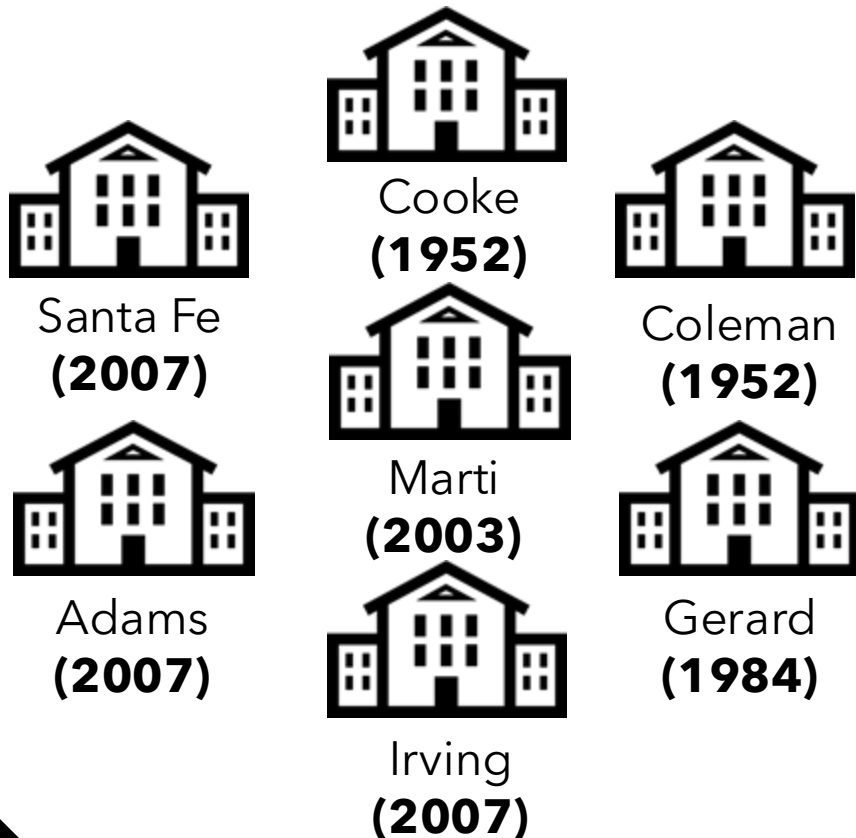 Cooke
(1952)
Santa Fe
(2007)
Coleman
(1952)
Marti
(2003)
Adams
(2007)
Gerard
(1984)
Irving
(2007)